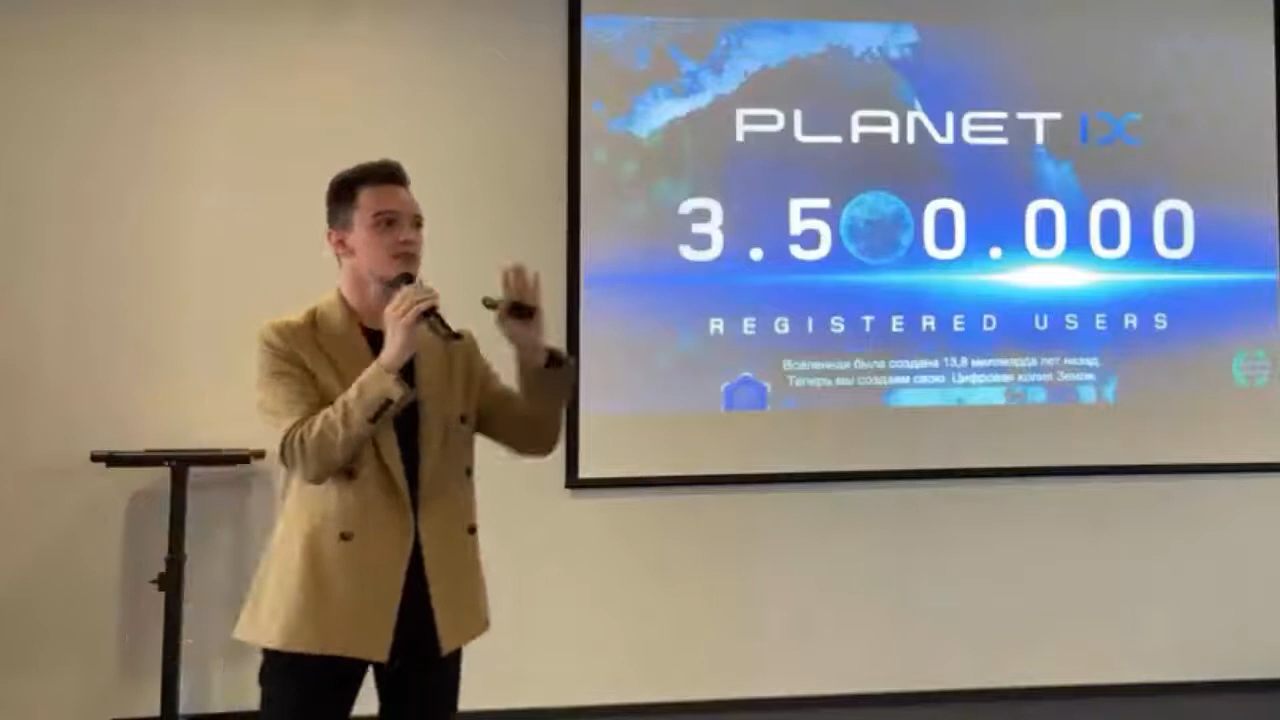 PLANET IX
3.500.000
REGISTERED USERS
Вселенная была создана 13,8 миллиарда лет назад.
Теперь вы создаем свою. Цифровая копия Земли.